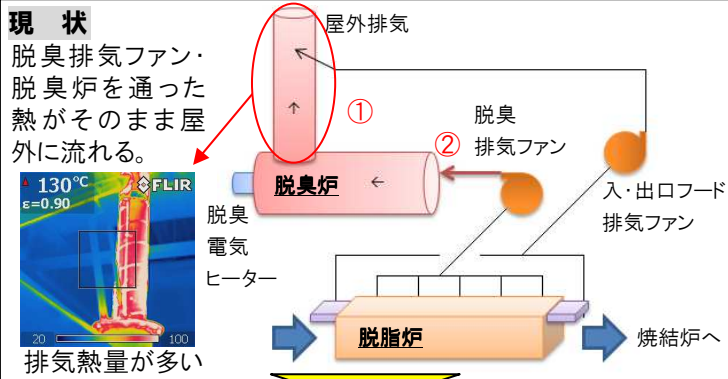 現 状
脱臭排気ファン・
脱臭炉を通った
熱がそのまま屋
外に流れる。
130℃
FLIR
ε=0.90
20
100
排気熱量が多い
屋外排気
①
②
脱臭
排気ファン
脱臭炉
脱臭
電気
ヒーター
入・出口フード
排気ファン
脱脂炉
焼結炉へ